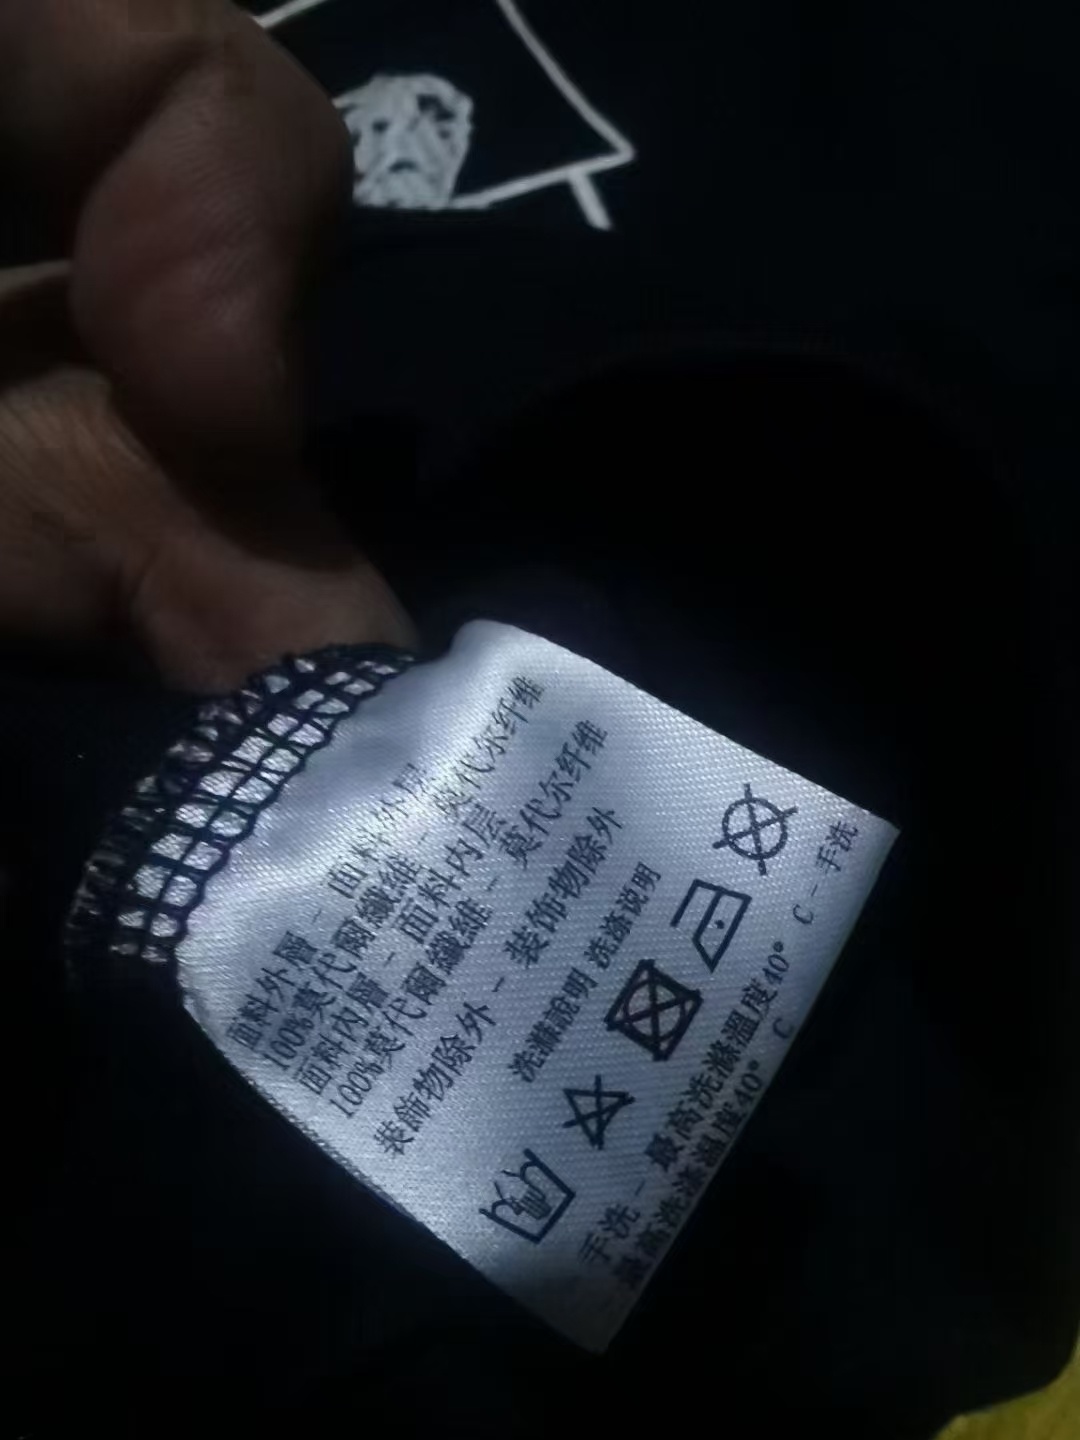 面料外層 - 面料外层
100%莫代爾纖維 - 莫代尔纤维
面料內層 - 面料内层
100%莫代爾纖維 - 莫代尔纤维
装飾物除外 - 装饰物除外
洗滌說明 洗涤说明
手洗 - 最高洗滌溫度40° C - 手洗
最高洗涤温度40° C